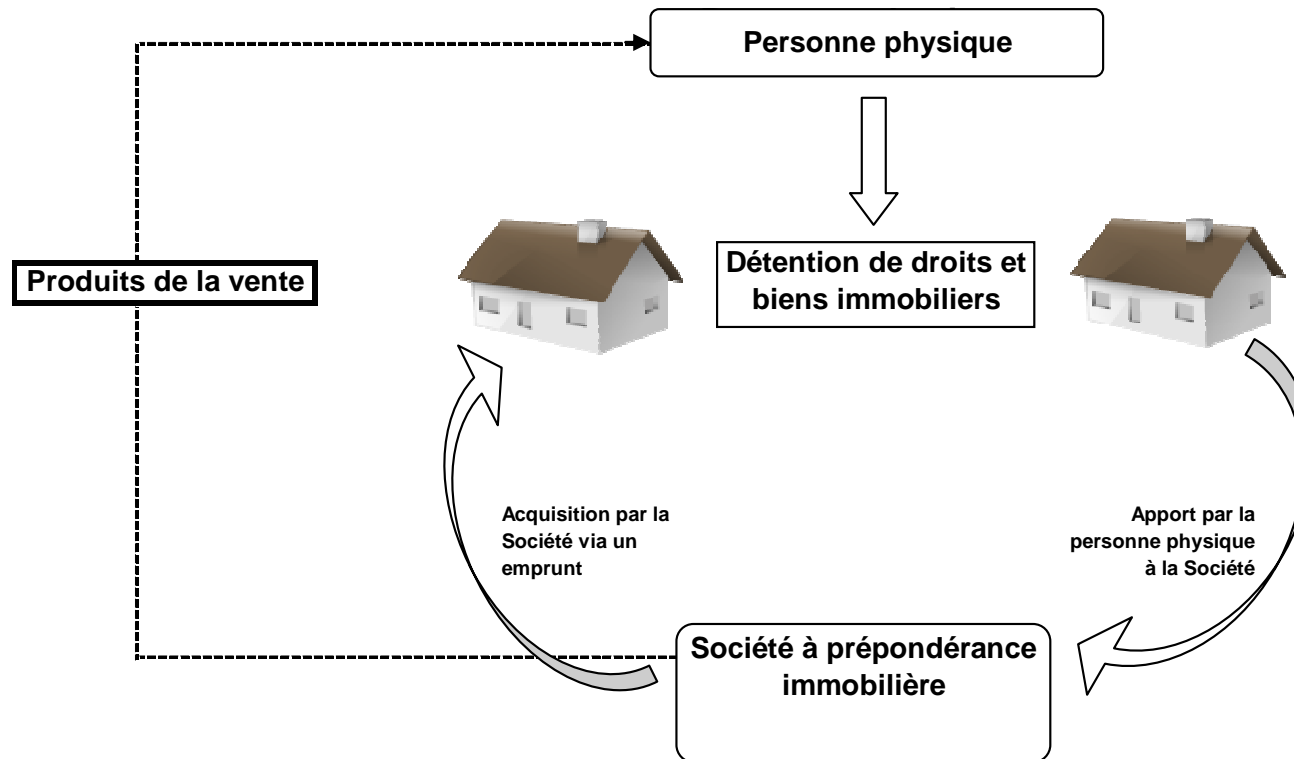 Personne physique
Détention de droits et
biens immobiliers
Produits de la vente
Acquisition par la
Société via un
emprunt
Apport par la
personne physique
à la Société
Société à prépondérance
immobilière